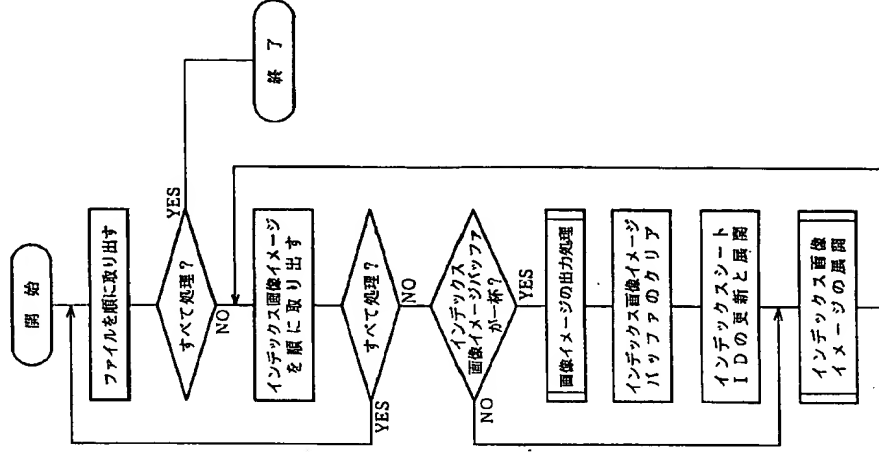 開 始
ファイルを順に取り出す
すべて処理？
YES
終 了
NO
インデックス画像イメージ
を順に取り出す
すべて処理？
YES
NO
インデックス
画像イメージバッファ
が一杯？
NO
YES
画像イメージの出力処理
インデックス画像イメージ
バッファのクリア
インデックスシート
ＩＤの更新と展開
インデックス画像
イメージの展開